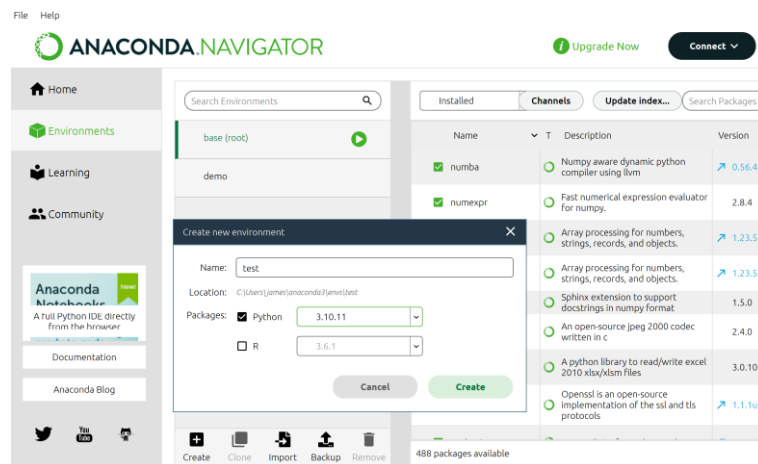 File Help
ANACONDA.NAVIGATOR
i Upgrade Now
Connect
Home
Environments
Learning
Community
Anaconda
Notebooks
New!
A full Python IDE directly
from the browser
Documentation
Anaconda Blog
You
Tube
Search Environments
base (root)
demo
Create
Clone
Import
Backup
Remove
Installed
Channels
Update index...
Search Packages
Name
T
Description
Version
numba
Numpy aware dynamic python
compiler using llvm
0.56.4
numexpr
Fast numerical expression evaluator
for numpy.
2.8.4
Array processing for numbers,
strings, records, and objects.
1.23.5
Array processing for numbers,
strings, records, and objects.
1.23.5
Sphinx extension to support
docstrings in numpy format
1.5.0
An open-source jpeg 2000 codec
written in c
2.4.0
A python library to read/write excel
2010 xlsx/xlsm files
3.0.10
Openssl is an open-source
implementation of the ssl and tls
protocols
1.1.1u
488 packages available
Create new environment
Name: test
Location: C:\Users\james\anaconda3\envs\test
Packages: Python 3.10.11
R 3.6.1
Cancel
Create